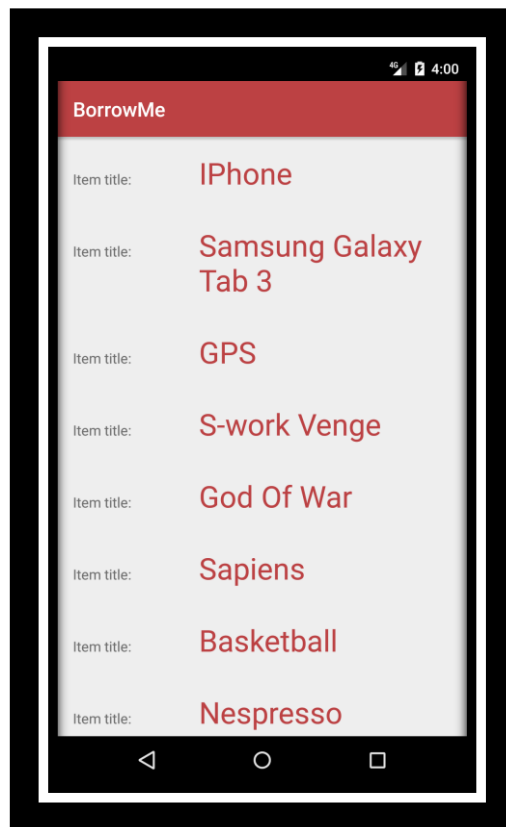 4G 4:00
BorrowMe
Item title: IPhone
Item title: Samsung Galaxy
Tab 3
Item title: GPS
Item title: S-work Venge
Item title: God Of War
Item title: Sapiens
Item title: Basketball
Item title: Nespresso